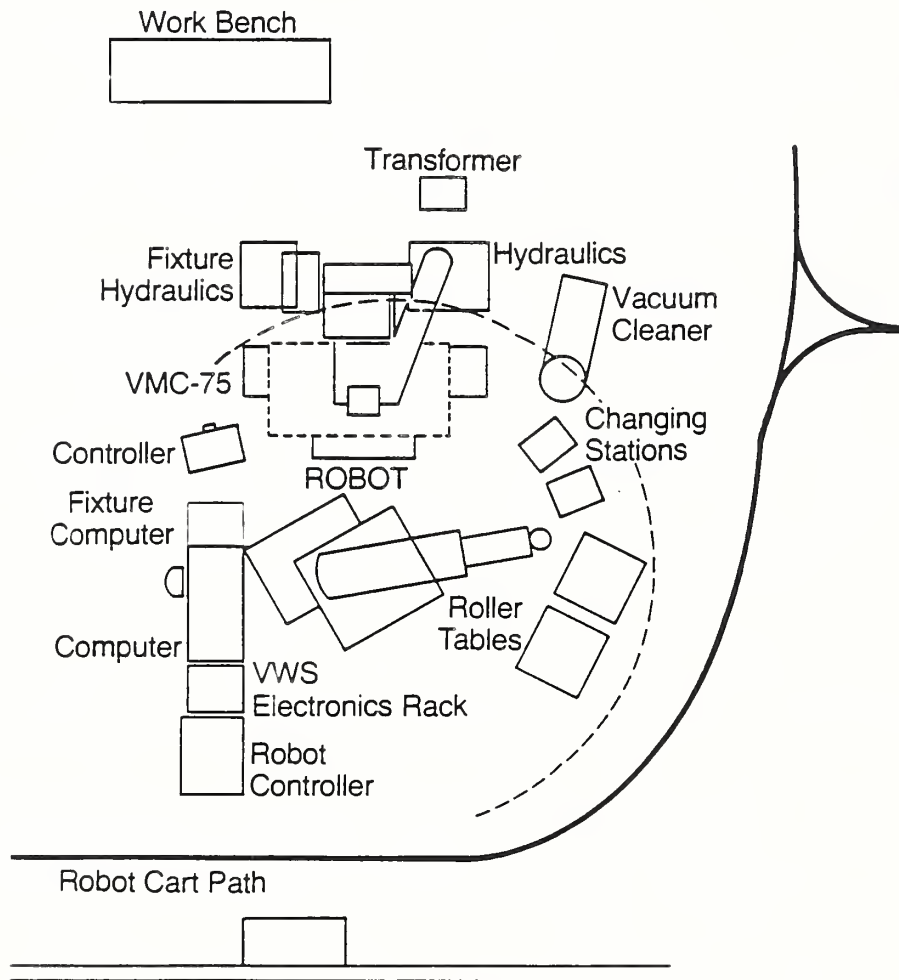 Work Bench
Transformer
Fixture
Hydraulics
Hydraulics
Vacuum
Cleaner
VMC-75
Changing
Stations
Controller
ROBOT
Fixture
Computer
Roller
Tables
Computer
VWS
Electronics Rack
Robot
Controller
Robot Cart Path